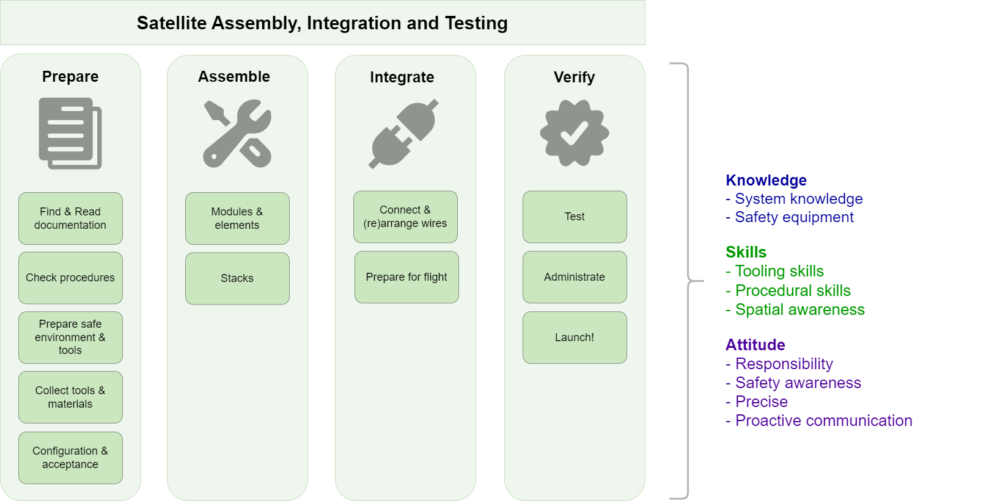 Satellite Assembly, Integration and Testing
Prepare
Find & Read
documentation
Check procedures
Prepare safe
environment &
tools
Collect tools &
materials
Configuration &
acceptance
Assemble
Modules &
elements
Stacks
Integrate
Connect &
(re)arrange wires
Prepare for flight
Verify
Test
Administrate
Launch!
Knowledge
- System knowledge
- Safety equipment
Skills
- Tooling skills
- Procedural skills
- Spatial awareness
Attitude
- Responsibility
- Safety awareness
- Precise
- Proactive communication